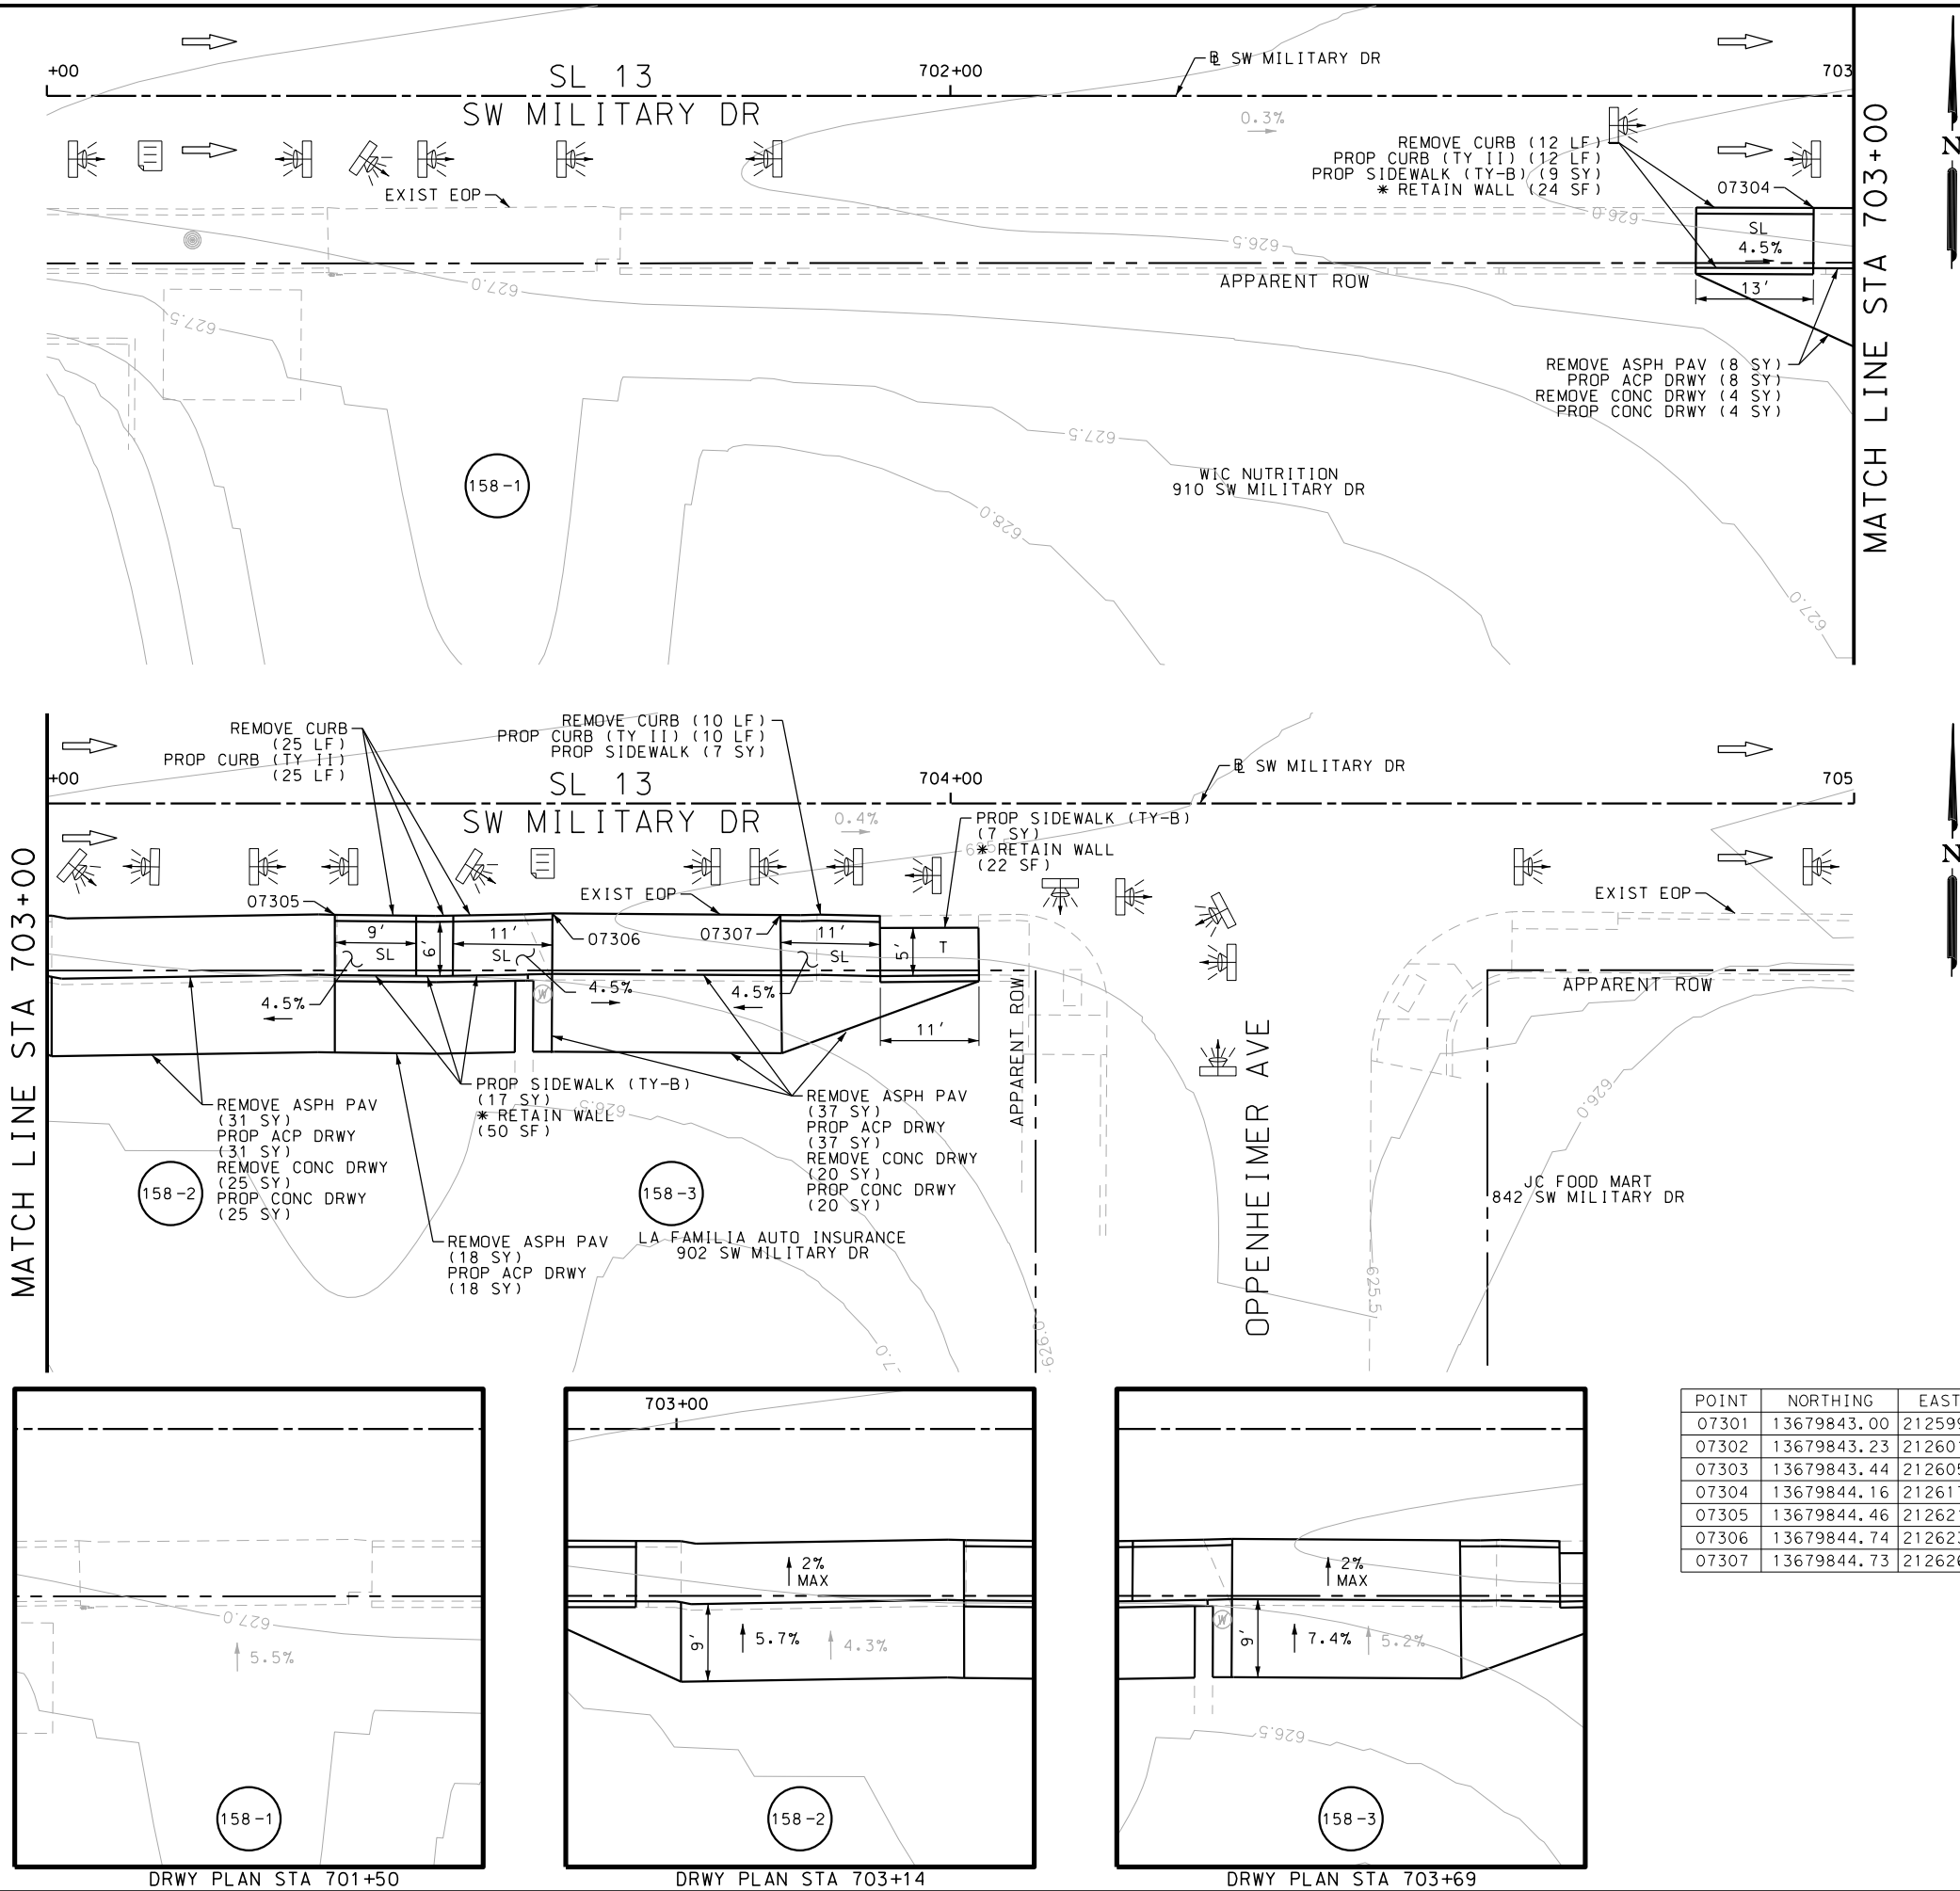 +00
SL 13
702+00
℄ SW MILITARY DR
703
SW MILITARY DR
0.3%
REMOVE CURB (12 LF)
PROP CURB (TY II) (12 LF)
PROP SIDEWALK (TY-B) (9 SY)
* RETAIN WALL (24 SF)
EXIST EOP
07304
N
626.0
SL
4.5%
626.5
APPARENT ROW
13'
627.0
627.5
REMOVE ASPH PAV (8 SY)
PROP ACP DRWY (8 SY)
REMOVE CONC DRWY (4 SY)
PROP CONC DRWY (4 SY)
MATCH LINE STA 703+00
627.5
158-1
WIC NUTRITION
910 SW MILITARY DR
628.0
627.0
REMOVE CURB
(25 LF)
PROP CURB (TY II)
(25 LF)
REMOVE CURB (10 LF)
PROP CURB (TY II) (10 LF)
PROP SIDEWALK (7 SY)
+00
SL 13
704+00
℄ SW MILITARY DR
705
SW MILITARY DR
0.4%
PROP SIDEWALK (TY-B)
(7 SY)
* RETAIN WALL
(22 SF)
N
EXIST EOP
EXIST EOP
07305
07306
07307
9'
SL
6'
11'
SL
11'
SL
5'
T
4.5%
4.5%
4.5%
W
11'
APPARENT ROW
APPARENT ROW
MATCH LINE STA 703+00
REMOVE ASPH PAV
(31 SY)
PROP ACP DRWY
(31 SY)
REMOVE CONC DRWY
(25 SY)
PROP CONC DRWY
(25 SY)
PROP SIDEWALK (TY-B)
(17 SY)
* RETAIN WALL
(50 SF)
626.5
REMOVE ASPH PAV
(37 SY)
PROP ACP DRWY
(37 SY)
REMOVE CONC DRWY
(20 SY)
PROP CONC DRWY
(20 SY)
626.0
158-2
158-3
OPPENHEIMER AVE
JC FOOD MART
842 SW MILITARY DR
REMOVE ASPH PAV
(18 SY)
PROP ACP DRWY
(18 SY)
LA FAMILIA AUTO INSURANCE
902 SW MILITARY DR
625.5
626.0
627.0
5.5%
158-1
DRWY PLAN STA 701+50
703+00
2%
MAX
9'
5.7%
4.3%
158-2
DRWY PLAN STA 703+14
2%
MAX
W
9'
7.4%
5.2%
626.5
158-3
DRWY PLAN STA 703+69
POINT NORTHING EAST
07301 13679843.00 212599
07302 13679843.23 212601
07303 13679843.44 212605
07304 13679844.16 212617
07305 13679844.46 212621
07306 13679844.74 212623
07307 13679844.73 212626